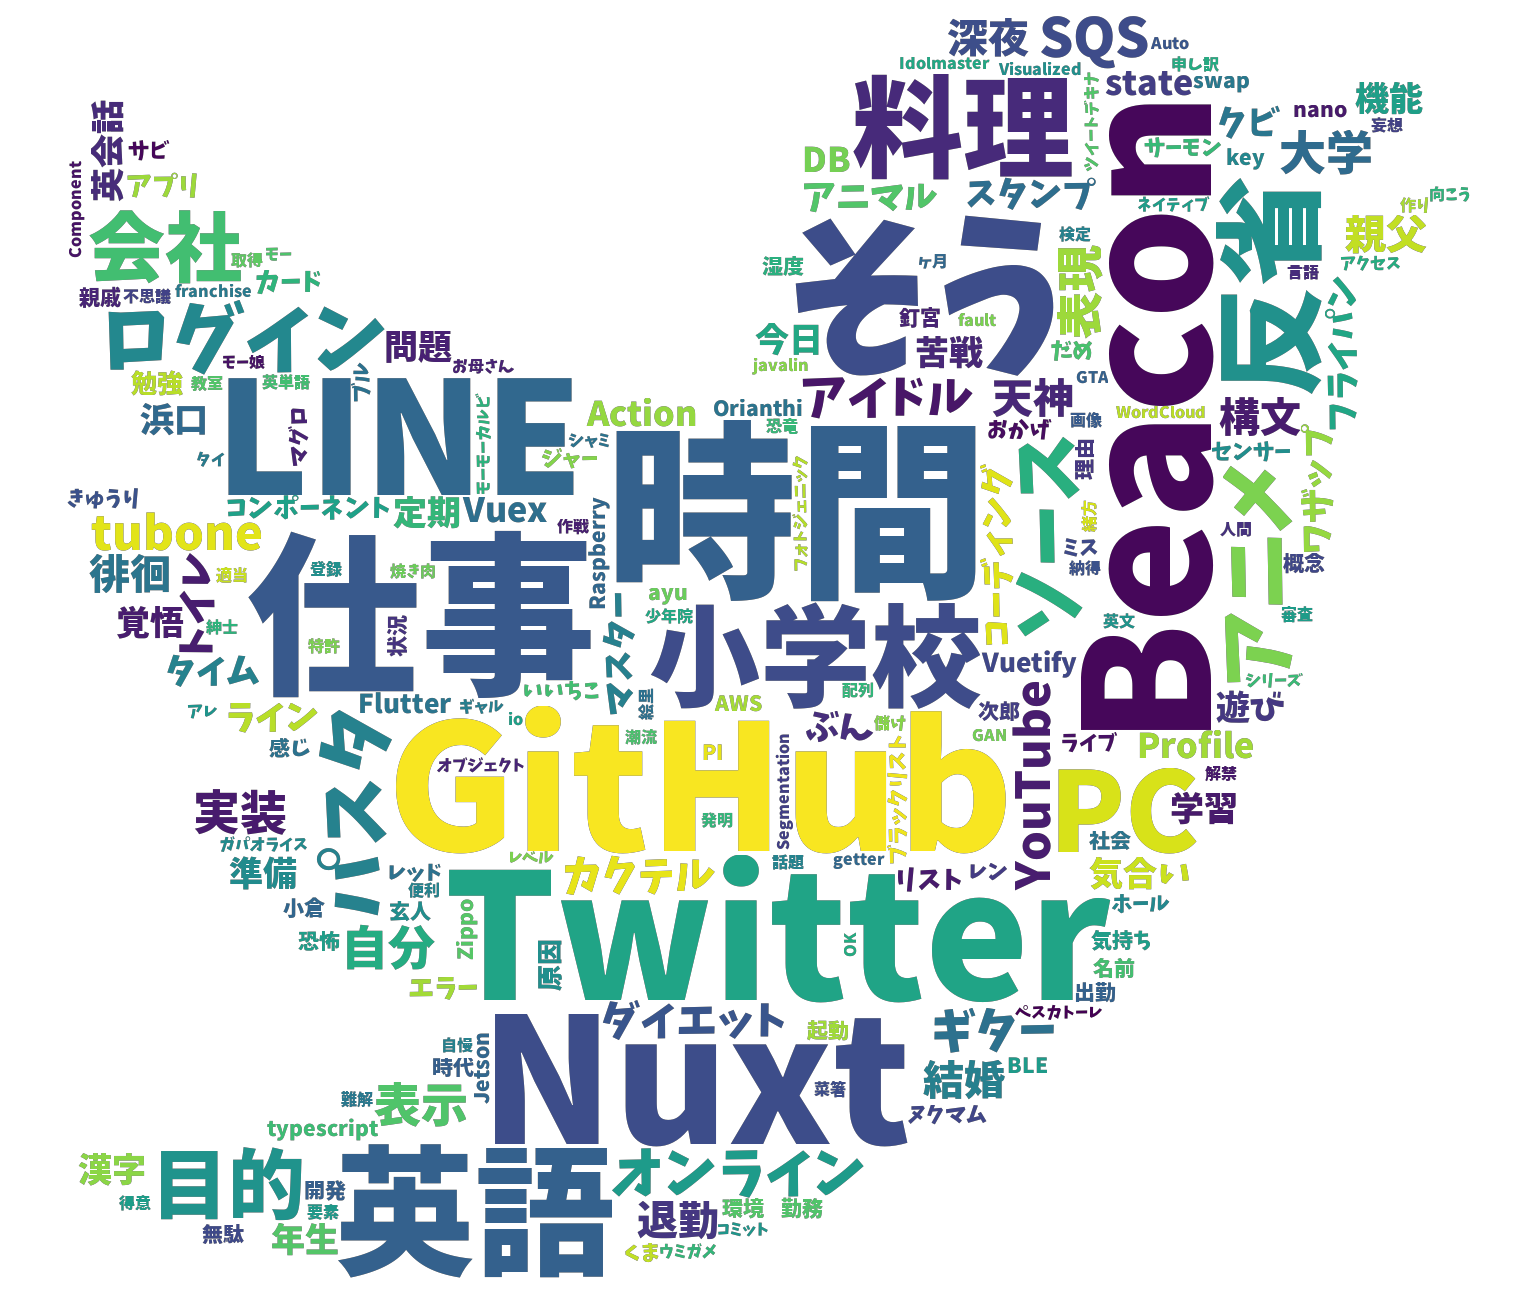 深夜
SQS
Auto
Idolmaster
Visualized
申し訳
料理
ツイートデキナ
state
swap
機能
nano
妄想
クビ
大学
key
サーモン
DB
アニマル
スタンプ
ネイティブ
Beacon
反省
向こう
作り
親父
アクセス
言語
フライパン
英会話
サビ
アプリ
Component
会社
取得
モー
カード
親戚
不思議
franchise
そう
検定
湿度
ヶ月
表現
釘宮
fault
今日
javalin
苦戦
だめ
GTA
ログイン
問題
モー娘
お母さん
勉強
教室
英単語
ブル
LINE
浜口
マグロ
モーモーカルビ
タイ
シャミ
ジャー
Action
Orianthi
恐竜
アイドル
天神
おかげ
画像
WordCloud
構文
センサー
ワザップ
理由
ソース
緒方
コーディング
時間
フォトジェニック
きゅうり
コンポーネント
定期
Vuex
作戦
Raspberry
tubone
徘徊
トイレ
適当
登録
焼き肉
仕事
覚悟
紳士
特許
状況
タイム
ayu
少年院
マスター
小学校
ミス
納得
人間
概念
アニメ
審査
英文
シリーズ
Vuetify
遊び
いいちこ
Flutter
ギャル
io
絵里
AWS
配列
次郎
アレ
ライン
感じ
パスタ
GitHub
オブジェクト
潮流
PI
発明
Segmentation
ぶん
儲け
ブラックリスト
GAN
YouTube
ライブ
Profile
解禁
PC
学習
社会
実装
ガパオライス
準備
レベル
カクテル
話題
getter
リスト
レン
気合い
レッド
便利
小倉
玄人
Zippo
Twitter
OK
ホール
恐怖
自分
原因
気持ち
名前
エラー
出勤
ペスカトーレ
ダイエット
起動
ギター
自慢
時代
Jetson
Nuxt
菜箸
結婚
BLE
難解
表示
ヌクマム
typescript
漢字
目的
得意
開発
要素
英語
オンライン
無駄
年生
退勤
環境
勤務
コミット
くま
ウミガメ